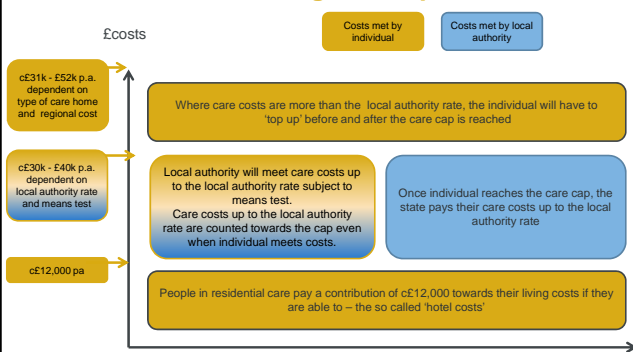 £costs
Costs met by
individual
Costs met by local
authority
c£31k - £52k p.a.
dependent on
type of care home
and regional cost
Where care costs are more than the local authority rate, the individual will have to
'top up' before and after the care cap is reached
c£30k - £40k p.a.
dependent on
local authority rate
and means test
Local authority will meet care costs up
to the local authority rate subject to
means test.
Care costs up to the local authority
rate are counted towards the cap even
when individual meets costs.
Once individual reaches the care cap, the
state pays their care costs up to the local
authority rate
c£12,000 pa
People in residential care pay a contribution of c£12,000 towards their living costs if they
are able to – the so called 'hotel costs'